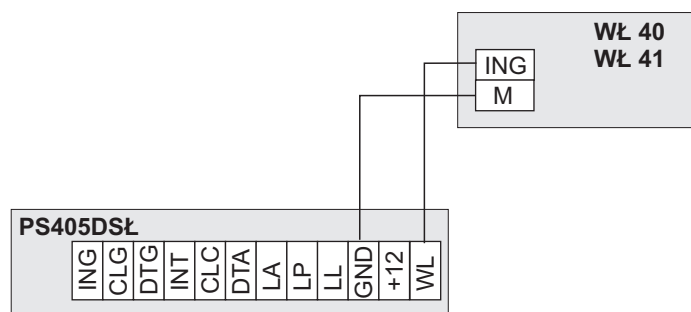 WŁ 40
WŁ 41
ING
M
PS405DSŁ
ING CLG DTG INT CLC DTA LA LP LL GND +12 WL